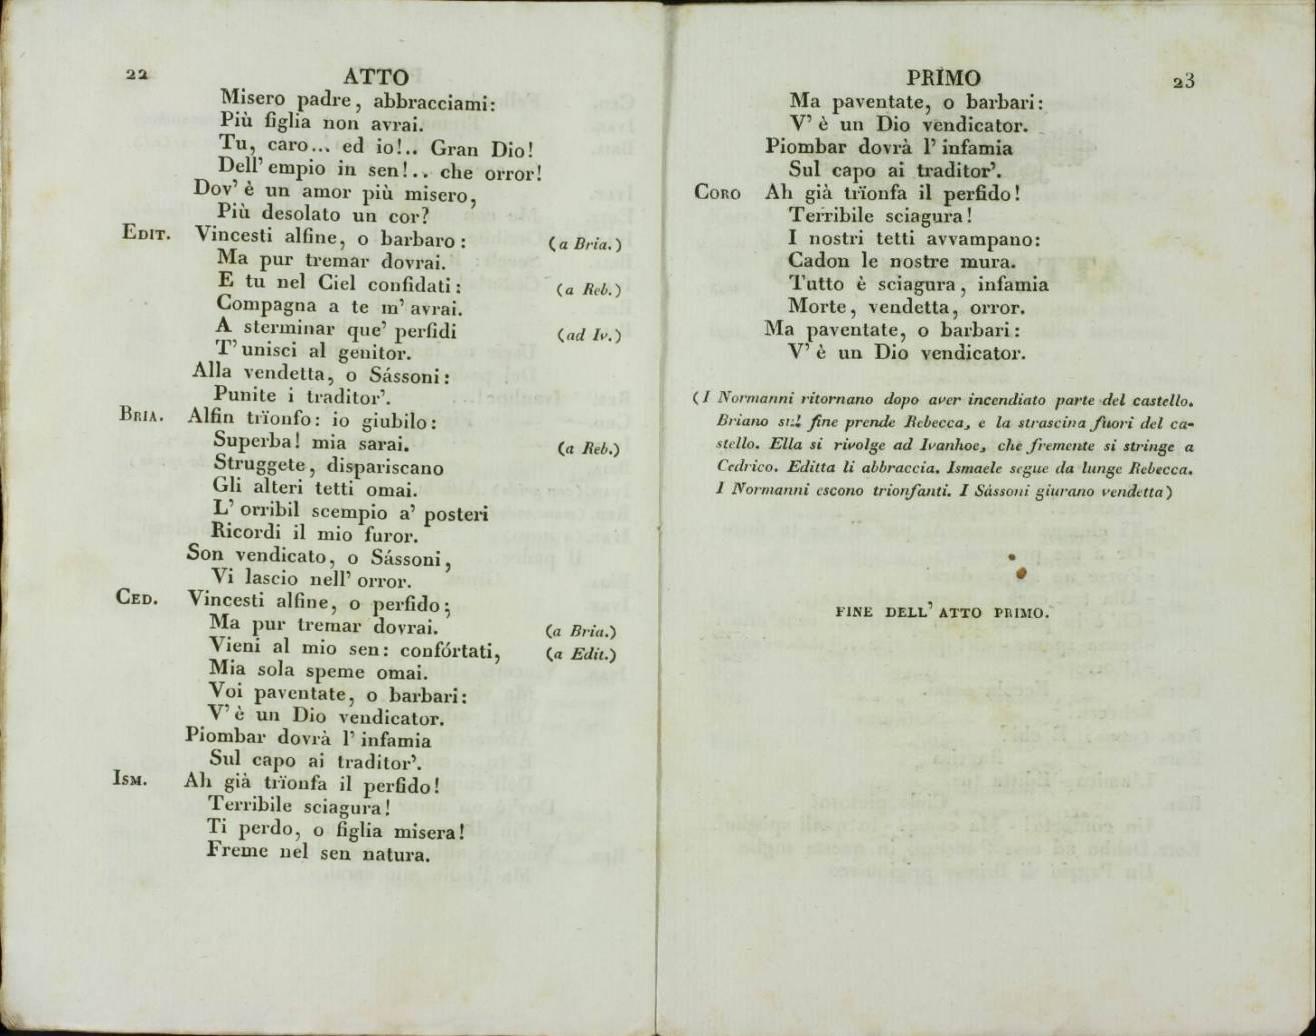 22 ATTO
Misero padre, abbracciami:
Più figlia non avrai.
Tu, caro... ed io!.. Gran Dio!
Dell' empio in sen!.. che orror!
Dov' è un amor più misero,
Più desolato un cor?
EDIT. Vincesti alfine, o barbaro: (a Bria.)
Ma pur tremar dovrai.
E tu nel Ciel confidati: (a Reb.)
Compagna a te m' avrai.
A sterminar que' perfidi (ad Iv.)
T' unisci al genitor.
Alla vendetta, o Sássoni:
Punite i traditor'.
BRIA. Alfin trïonfo: io giubilo:
Superba! mia sarai. (a Reb.)
Struggete, dispariscano
Gli alteri tetti omai.
L' orribil scempio a' posteri
Ricordi il mio furor.
Son vendicato, o Sássoni,
Vi lascio nell' orror.
CED. Vincesti alfine, o perfido;
Ma pur tremar dovrai. (a Bria.)
Vieni al mio sen: confórtati, (a Edit.)
Mia sola speme omai.
Voi paventate, o barbari:
V' è un Dio vendicator.
Piombar dovrà l' infamia
Sul capo ai traditor'.
ISM. Ah già trïonfa il perfido!
Terribile sciagura!
Ti perdo, o figlia misera!
Freme nel sen natura.
PRIMO 23
Ma paventate, o barbari:
V' è un Dio vendicator.
Piombar dovrà l' infamia
Sul capo ai traditor'.
CORO Ah già trïonfa il perfido!
Terribile sciagura!
I nostri tetti avvampano:
Cadon le nostre mura.
Tutto è sciagura, infamia
Morte, vendetta, orror.
Ma paventate, o barbari:
V' è un Dio vendicator.
(I Normanni ritornano dopo aver incendiato parte del castello.
Briano sul fine prende Rebecca, e la strascina fuori del ca-
stello. Ella si rivolge ad Ivanhoe, che fremente si stringe a
Cedrico. Editta li abbraccia. Ismaele segue da lunge Rebecca.
I Normanni escono trionfanti. I Sássoni giurano vendetta)
FINE DELL' ATTO PRIMO.